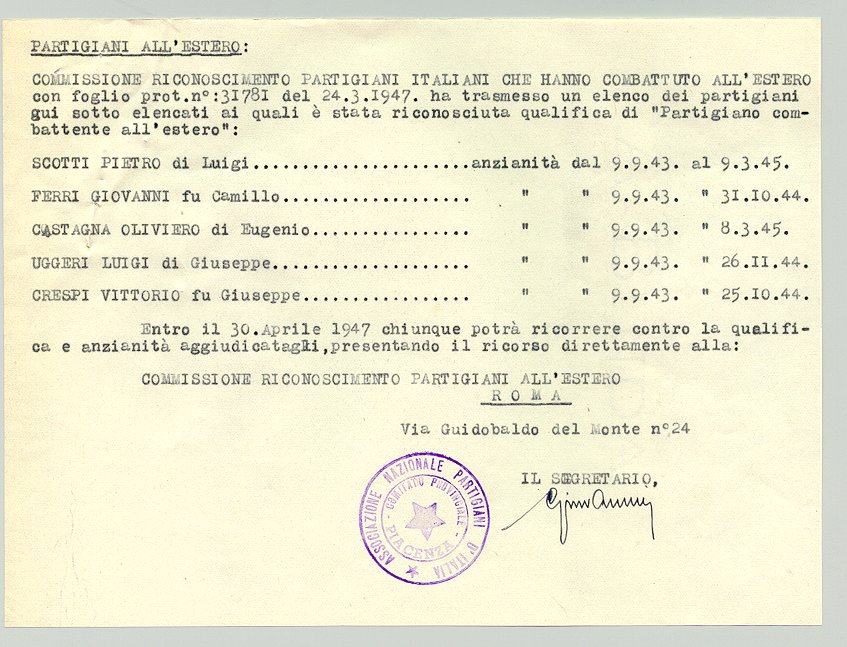 PARTIGIANI ALL'ESTERO:
COMMISSIONE RICONOSCIMENTO PARTIGIANI ITALIANI CHE HANNO COMBATTUTO ALL'ESTERO
con foglio prot.n°:31781 del 24.3.1947. ha trasmesso un elenco dei partigiani
gui sotto elencati ai quali è stata riconosciuta qualifica di "Partigiano com-
battente all'estero":
SCOTTI PIETRO di Luigi......................anzianità dal 9.9.43. al 9.3.45.
FERRI GIOVANNI fu Camillo................... " " 9.9.43. " 31.10.44.
CASTAGNA OLIVIERO di Eugenio................ " " 9.9.43. " 8.3.45.
UGGERI LUIGI di Giuseppe.................... " " 9.9.43. " 26.11.44.
CRESPI VITTORIO fu Giuseppe................. " " 9.9.43. " 25.10.44.
Entro il 30.Aprile 1947 chiunque potrà ricorrere contro la qualifi-
ca e anzianità aggiudicatagli,presentando il ricorso direttamente alla:
COMMISSIONE RICONOSCIMENTO PARTIGIANI ALL'ESTERO
R O M A
Via Guidobaldo del Monte n°24
IL SEGRETARIO,
ASSOCIAZIONE NAZIONALE PARTIGIANI D'ITALIA
- COMITATO PROVINCIALE -
PIACENZA